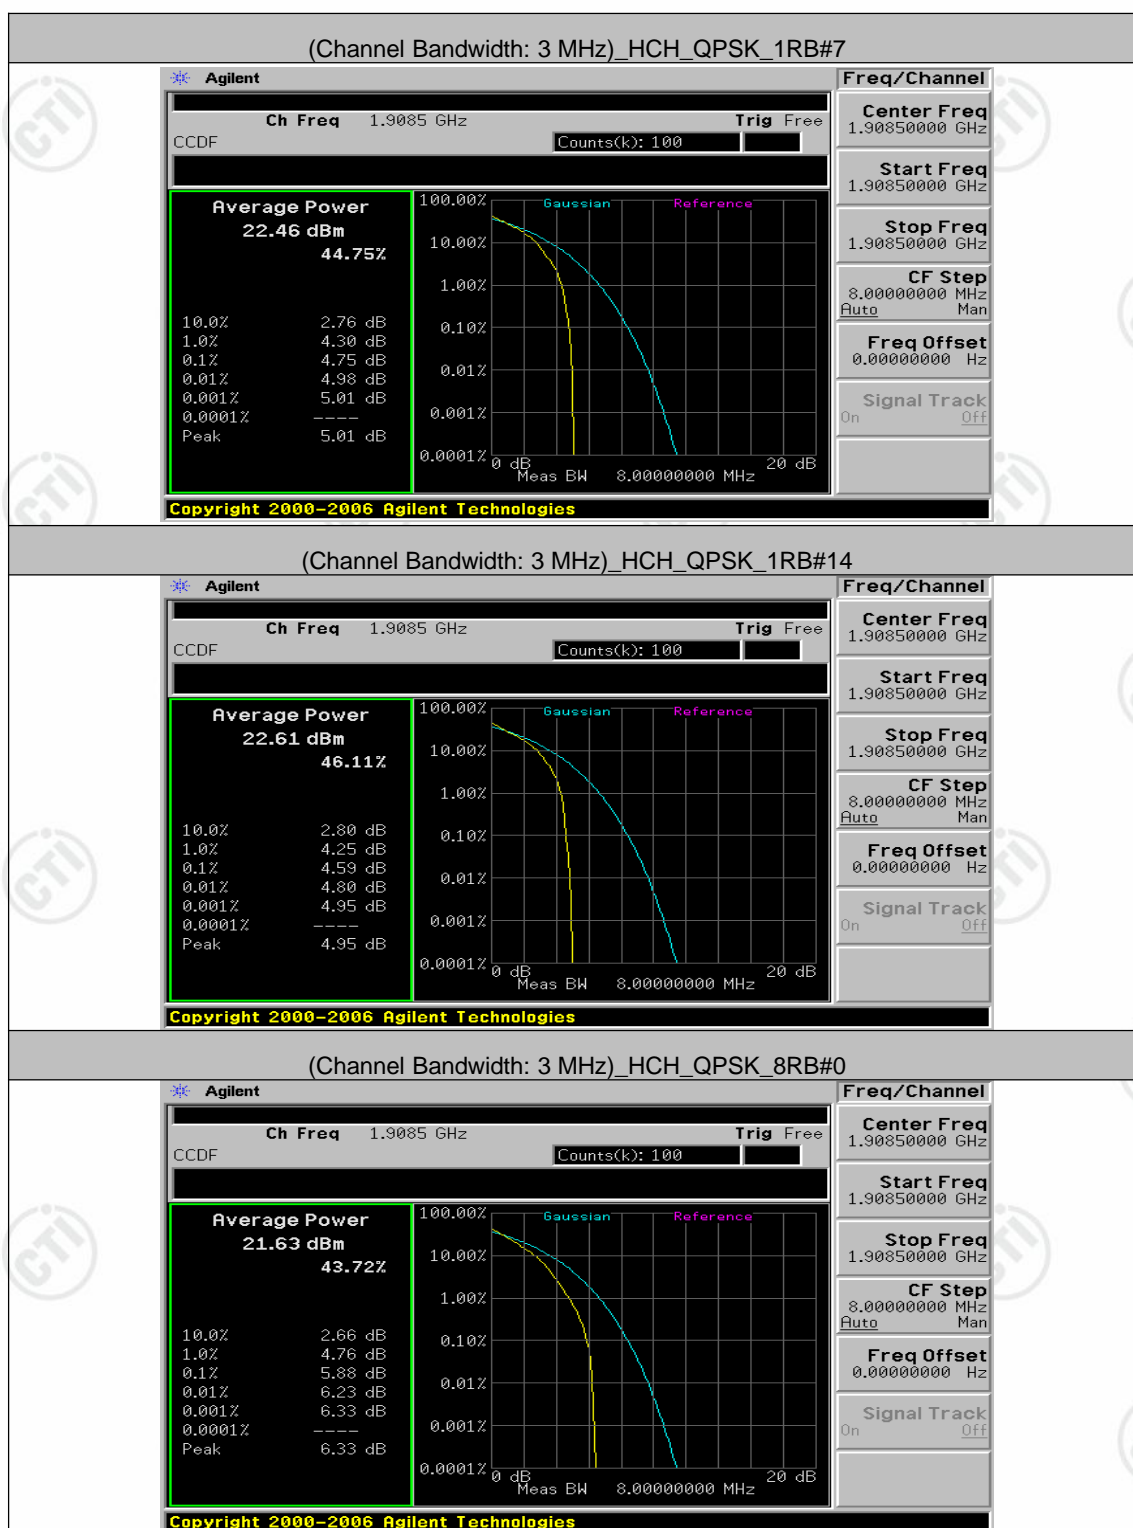 (Channel Bandwidth: 3 MHz)_HCH_QPSK_1RB#7
Agilent
Freq/Channel
Ch Freq 1.9085 GHz Trig Free
CCDF Counts(k): 100
Average Power
22.46 dBm
44.75%
10.0% 2.76 dB
1.0% 4.30 dB
0.1% 4.75 dB
0.01% 4.98 dB
0.001% 5.01 dB
0.0001% ----
Peak 5.01 dB
100.00%
Gaussian Reference
10.00%
1.00%
0.10%
0.01%
0.001%
0.0001%
0 dB 20 dB
Meas BW 8.00000000 MHz
Center Freq
1.90850000 GHz
Start Freq
1.90850000 GHz
Stop Freq
1.90850000 GHz
CF Step
8.00000000 MHz
Auto Man
Freq Offset
0.00000000 Hz
Signal Track
On Off
Copyright 2000-2006 Agilent Technologies
(Channel Bandwidth: 3 MHz)_HCH_QPSK_1RB#14
Agilent
Freq/Channel
Ch Freq 1.9085 GHz Trig Free
CCDF Counts(k): 100
Average Power
22.61 dBm
46.11%
10.0% 2.80 dB
1.0% 4.25 dB
0.1% 4.59 dB
0.01% 4.80 dB
0.001% 4.95 dB
0.0001% ----
Peak 4.95 dB
100.00%
Gaussian Reference
10.00%
1.00%
0.10%
0.01%
0.001%
0.0001%
0 dB 20 dB
Meas BW 8.00000000 MHz
Center Freq
1.90850000 GHz
Start Freq
1.90850000 GHz
Stop Freq
1.90850000 GHz
CF Step
8.00000000 MHz
Auto Man
Freq Offset
0.00000000 Hz
Signal Track
On Off
Copyright 2000-2006 Agilent Technologies
(Channel Bandwidth: 3 MHz)_HCH_QPSK_8RB#0
Agilent
Freq/Channel
Ch Freq 1.9085 GHz Trig Free
CCDF Counts(k): 100
Average Power
21.63 dBm
43.72%
10.0% 2.66 dB
1.0% 4.76 dB
0.1% 5.88 dB
0.01% 6.23 dB
0.001% 6.33 dB
0.0001% ----
Peak 6.33 dB
100.00%
Gaussian Reference
10.00%
1.00%
0.10%
0.01%
0.001%
0.0001%
0 dB 20 dB
Meas BW 8.00000000 MHz
Center Freq
1.90850000 GHz
Start Freq
1.90850000 GHz
Stop Freq
1.90850000 GHz
CF Step
8.00000000 MHz
Auto Man
Freq Offset
0.00000000 Hz
Signal Track
On Off
Copyright 2000-2006 Agilent Technologies
CTI
CTI
CTI
CTI
CTI
CTI
CTI
CTI